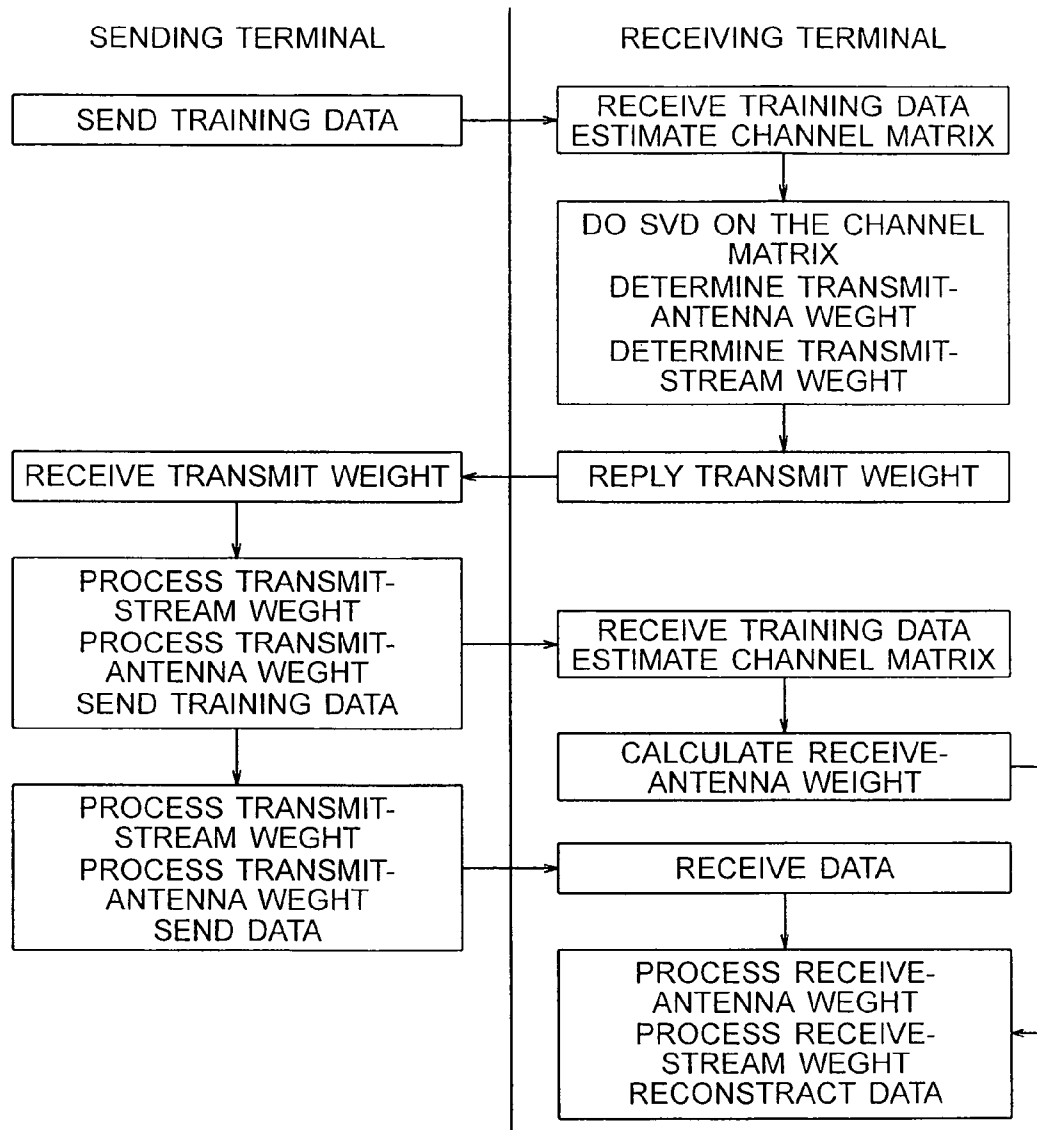 SENDING TERMINAL
RECEIVING TERMINAL
SEND TRAINING DATA
RECEIVE TRAINING DATA
ESTIMATE CHANNEL MATRIX
DO SVD ON THE CHANNEL
MATRIX
DETERMINE TRANSMIT-
ANTENNA WEGHT
DETERMINE TRANSMIT-
STREAM WEGHT
REPLY TRANSMIT WEIGHT
RECEIVE TRANSMIT WEIGHT
PROCESS TRANSMIT-
STREAM WEGHT
PROCESS TRANSMIT-
ANTENNA WEGHT
SEND TRAINING DATA
RECEIVE TRAINING DATA
ESTIMATE CHANNEL MATRIX
CALCULATE RECEIVE-
ANTENNA WEIGHT
PROCESS TRANSMIT-
STREAM WEGHT
PROCESS TRANSMIT-
ANTENNA WEGHT
SEND DATA
RECEIVE DATA
PROCESS RECEIVE-
ANTENNA WEGHT
PROCESS RECEIVE-
STREAM WEGHT
RECONSTRACT DATA